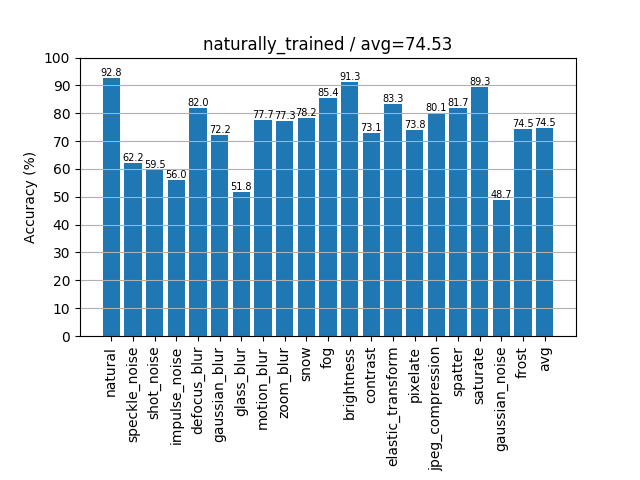 naturally_trained / avg=74.53
Accuracy (%)
100
90
80
70
60
50
40
30
20
10
0
92.8
62.2
59.5
56.0
82.0
72.2
51.8
77.7
77.3
78.2
85.4
91.3
73.1
83.3
73.8
80.1
81.7
89.3
48.7
74.5
74.5
natural
speckle_noise
shot_noise
impulse_noise
defocus_blur
gaussian_blur
glass_blur
motion_blur
zoom_blur
snow
fog
brightness
contrast
elastic_transform
pixelate
jpeg_compression
spatter
saturate
gaussian_noise
frost
avg